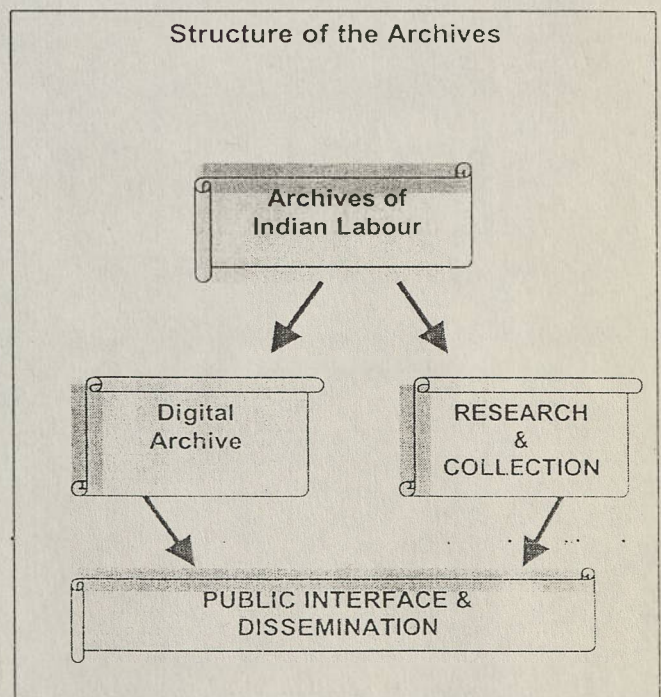 Structure of the Archives
Archives of
Indian Labour
Digital
Archive
RESEARCH
&
COLLECTION
PUBLIC INTERFACE &
DISSEMINATION